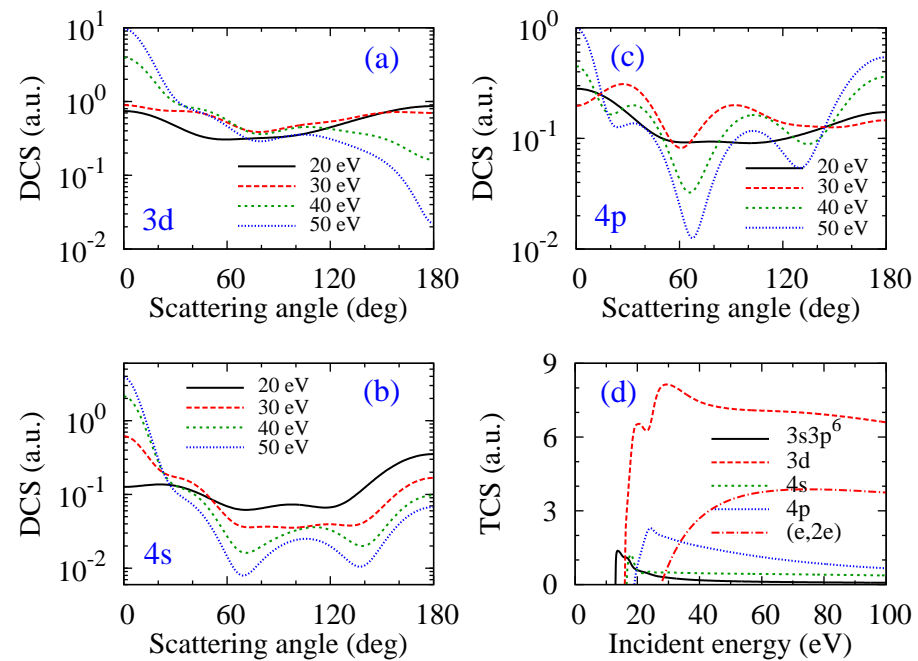 DCS (a.u.)
10^1
10^0
10^-1
10^-2
(a)
20 eV
30 eV
40 eV
50 eV
3d
0 60 120 180
Scattering angle (deg)
DCS (a.u.)
10^0
10^-1
10^-2
(c)
20 eV
30 eV
40 eV
50 eV
4p
0 60 120 180
Scattering angle (deg)
DCS (a.u.)
10^0
10^-1
10^-2
(b)
20 eV
30 eV
40 eV
50 eV
4s
0 60 120 180
Scattering angle (deg)
TCS (a.u.)
9
6
3
0
(d)
3s3p^6
3d
4s
4p
(e,2e)
0 20 40 60 80 100
Incident energy (eV)